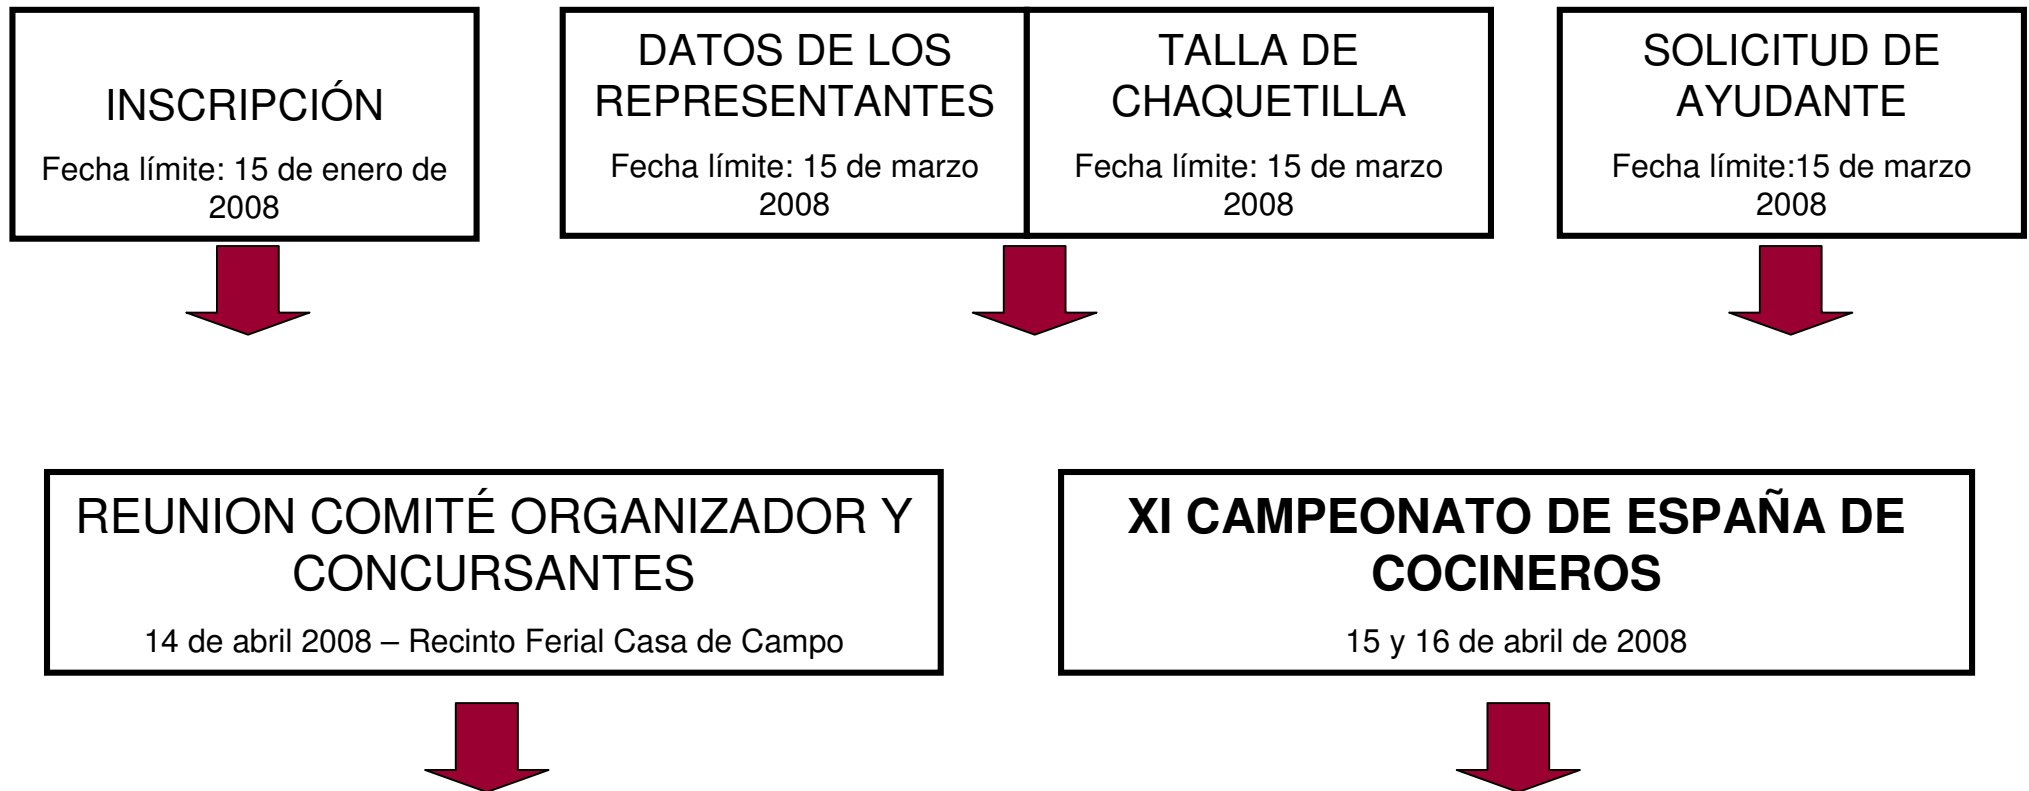 INSCRIPCIÓN
Fecha límite: 15 de enero de
2008
DATOS DE LOS
REPRESENTANTES
Fecha límite: 15 de marzo
2008
TALLA DE
CHAQUETILLA
Fecha límite: 15 de marzo
2008
SOLICITUD DE
AYUDANTE
Fecha límite:15 de marzo
2008
REUNION COMITÉ ORGANIZADOR Y
CONCURSANTES
14 de abril 2008 – Recinto Ferial Casa de Campo
XI CAMPEONATO DE ESPAÑA DE
COCINEROS
15 y 16 de abril de 2008